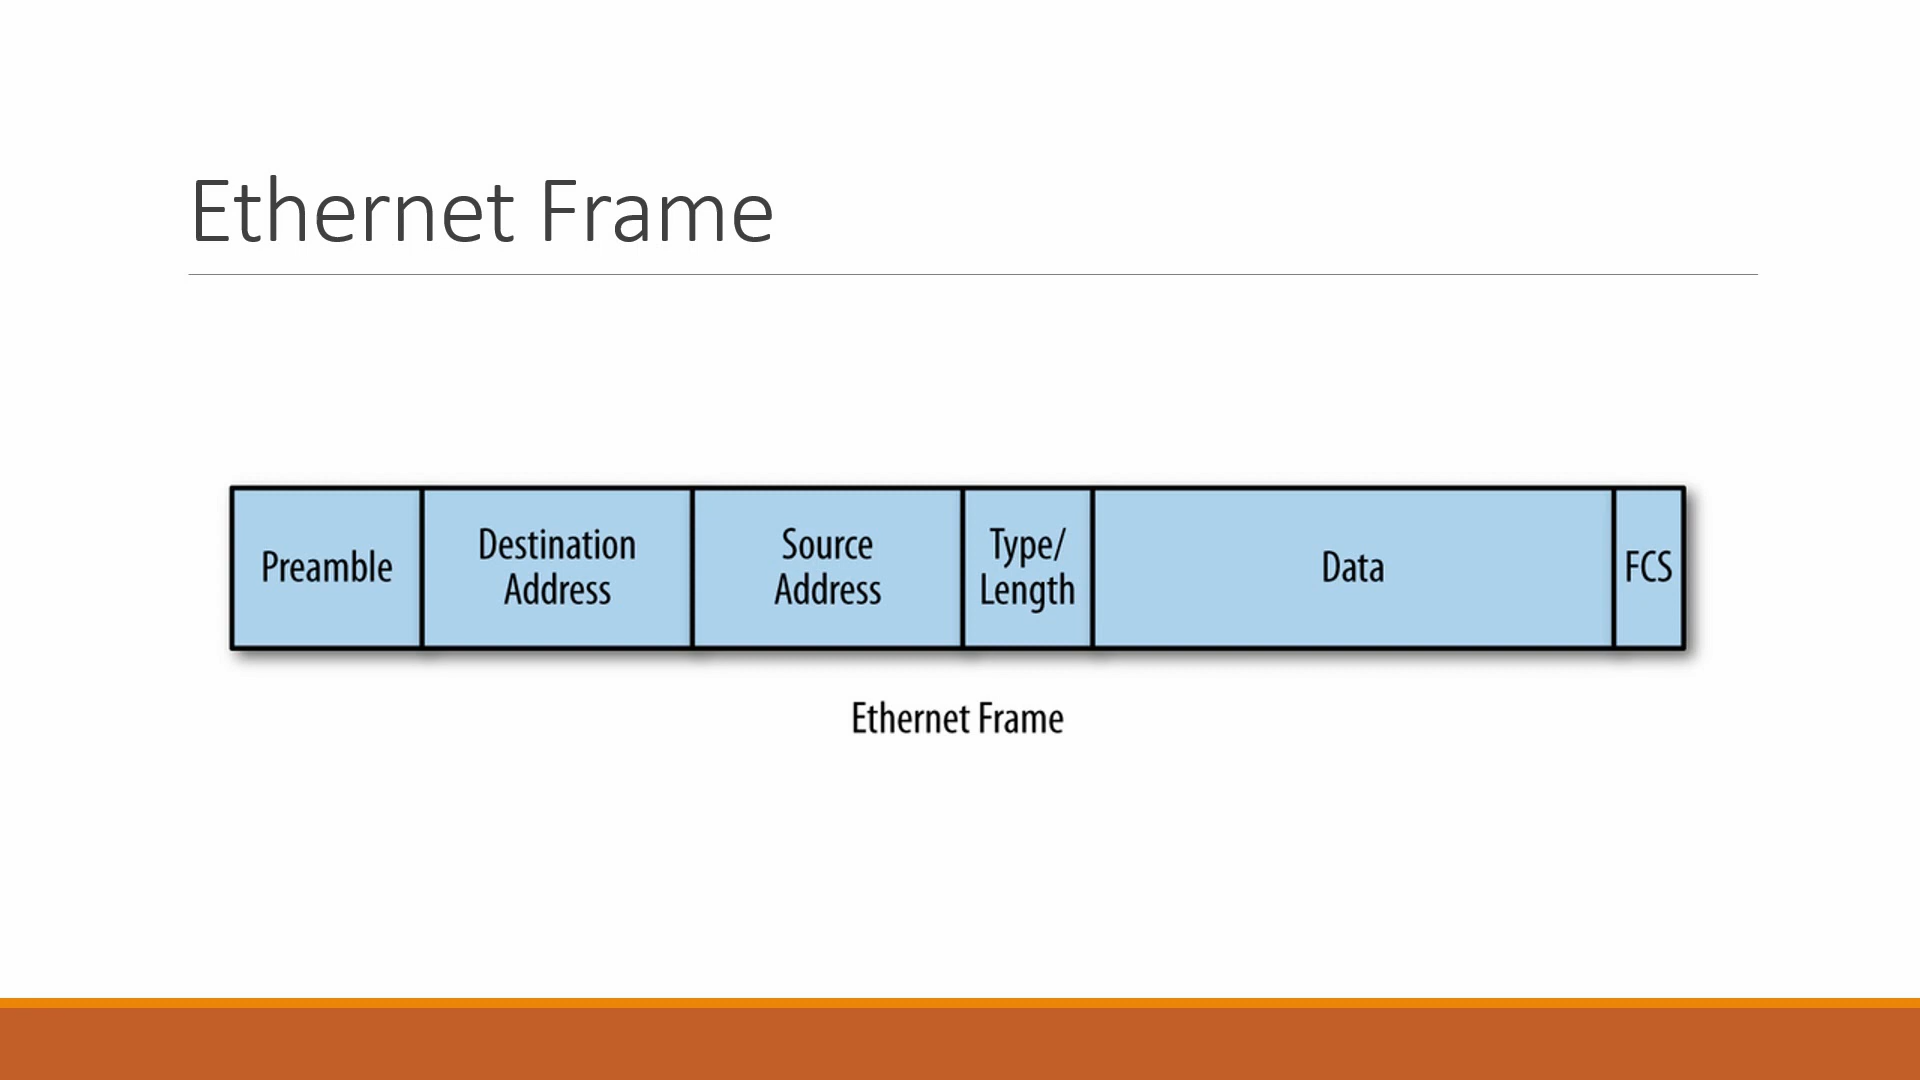 Ethernet Frame
Preamble
Destination
Address
Source
Address
Type/
Length
Data
FCS
Ethernet Frame